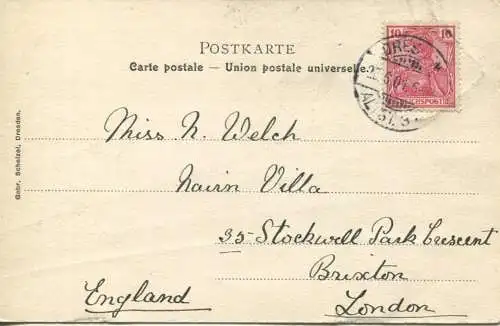 POSTKARTE
Carte postale — Union postale universelle.
10 10
REICHSPOST
DRES
Miss N. Welch
Nairn Villa
35 Stockwell Park Crescent
Brixton
London
England
Gebr. Schelzel, Dresden.